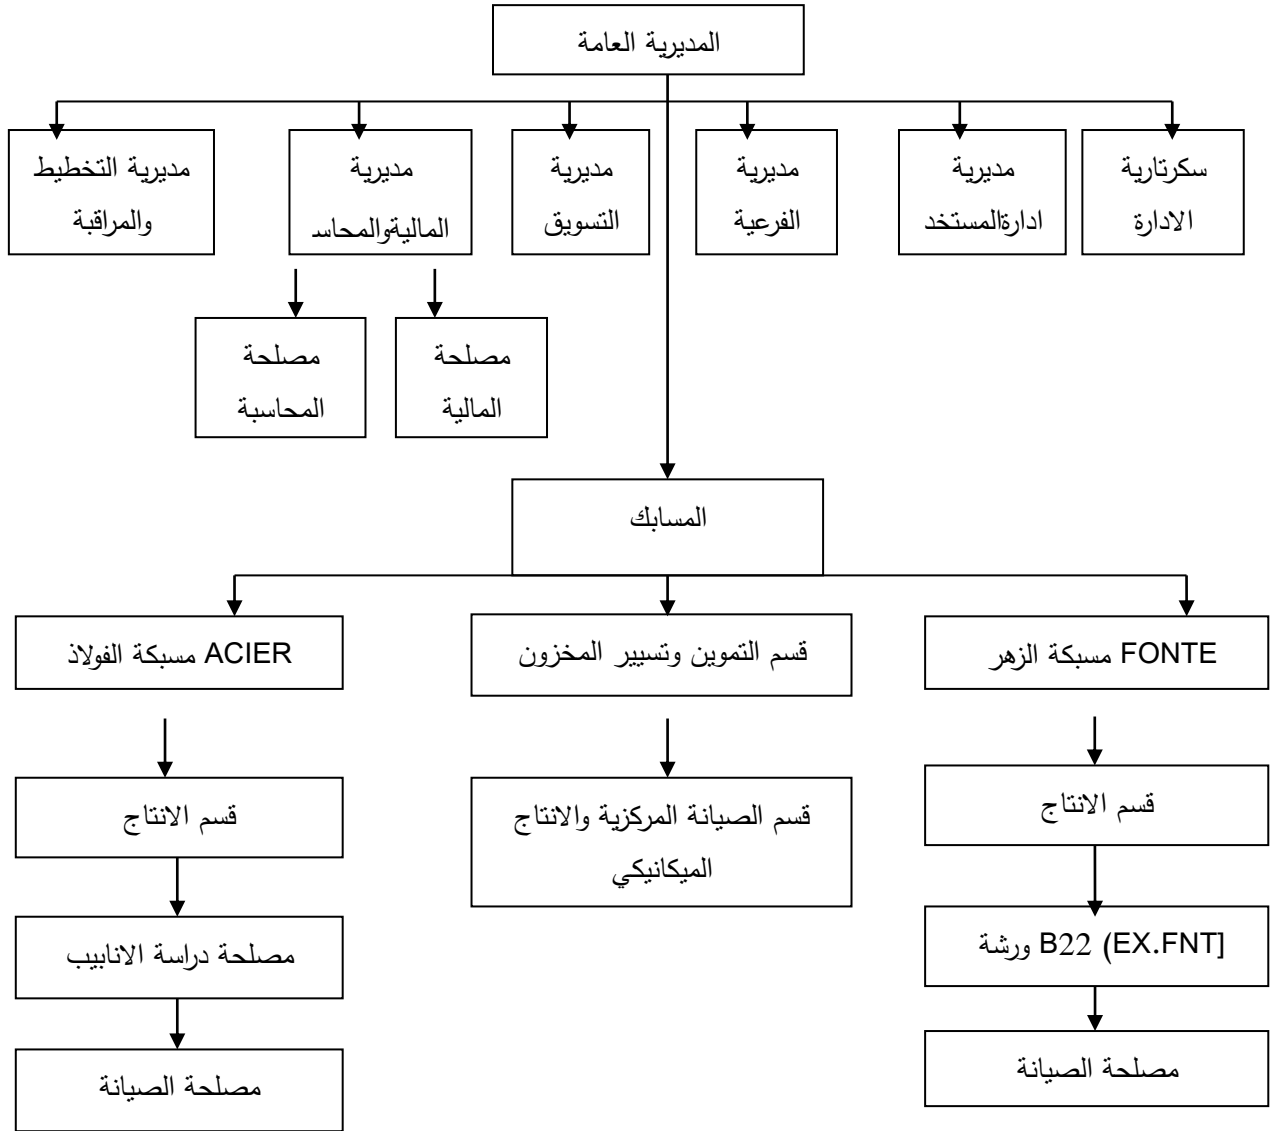 المديرية العامة
سكرتارية
الادارة
مديرية
ادارةالمستخد
مديرية
الفرعية
مديرية
التسويق
مديرية
الماليةوالمحاسد
مديرية التخطيط
والمراقبة
مصلحة
المالية
مصلحة
المحاسبة
المسابك
FONTE مسبكة الزهر
قسم التموين وتسيير المخزون
ACIER مسبكة الفولاذ
قسم الانتاج
قسم الصيانة المركزية والانتاج
الميكانيكي
قسم الانتاج
B22 (EX.FNT] ورشة
مصلحة دراسة الانابيب
مصلحة الصيانة
مصلحة الصيانة